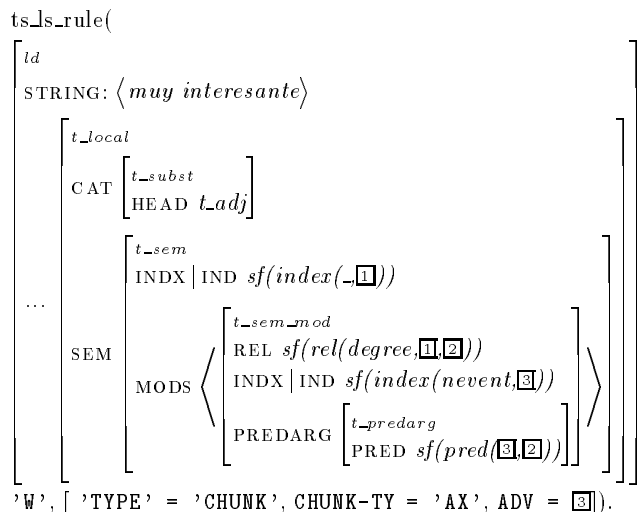 ts_ls_rule(
ld
STRING: ⟨muy interesante⟩
t_local
CAT [t_subst
HEAD t_adj]
t_sem
INDX | IND sf(index(_,1))
...
SEM
t_sem_mod
REL sf(rel(degree,1,2))
INDX | IND sf(index(nevent,3))
MODS
PREDARG [t_predarg
PRED sf(pred(3,2))]
'W', [ 'TYPE' = 'CHUNK', CHUNK-TY = 'AX', ADV = 3]).